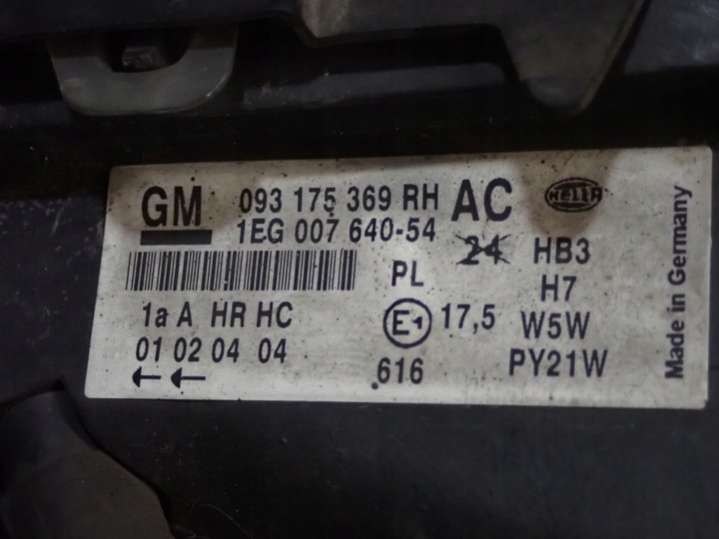 GM 093 175 369 RH AC HELLA
1EG 007 640-54 24 HB3
PL H7
1a A HR HC E1 17,5 W5W
01 02 04 04 .616 PY21W
←←
Made in Germany